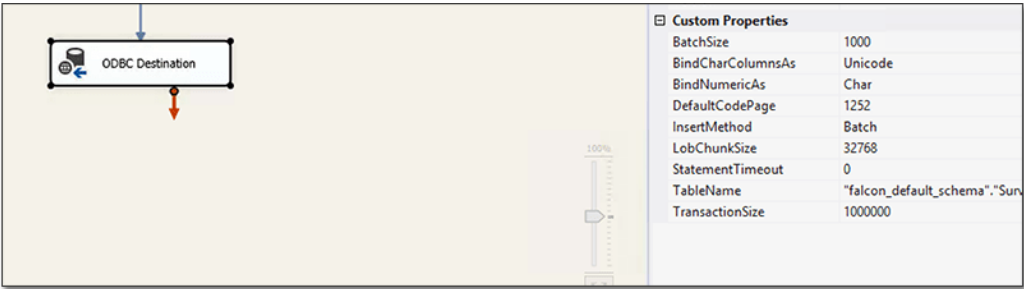 ODBC Destination
100%
Custom Properties
BatchSize 1000
BindCharColumnsAs Unicode
BindNumericAs Char
DefaultCodePage 1252
InsertMethod Batch
LobChunkSize 32768
StatementTimeout 0
TableName "falcon_default_schema"."Surv
TransactionSize 1000000